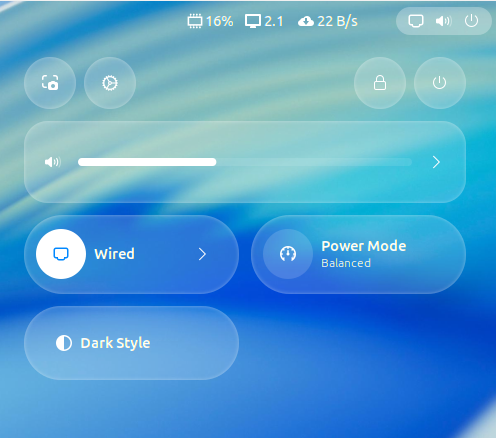 16% 2.1 22 B/s
Wired
Power Mode
Balanced
Dark Style